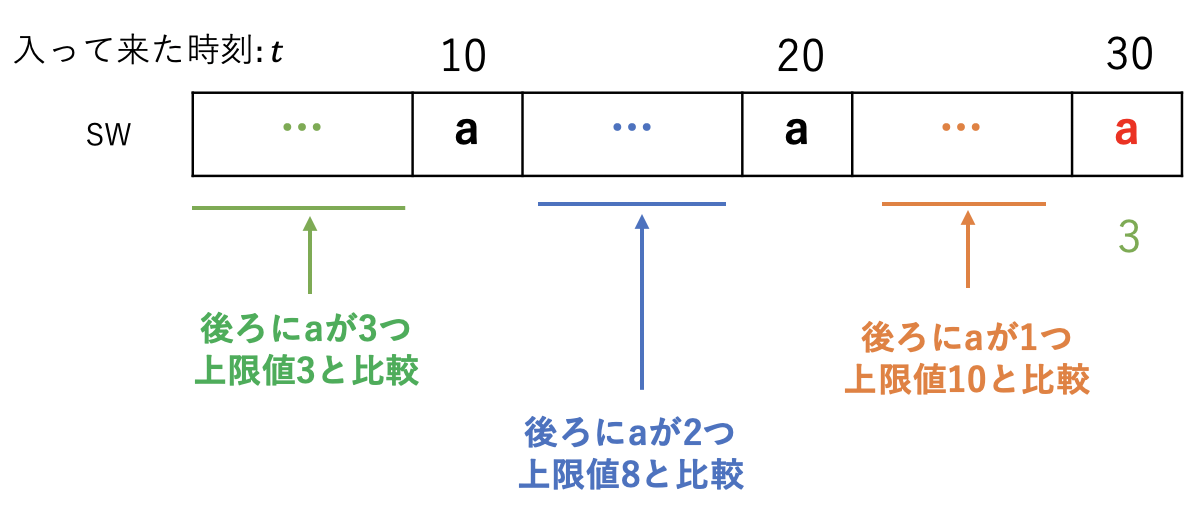 入って来た時刻: t
10
20
30
SW
…
a
…
a
…
a
3
後ろにaが3つ
上限値3と比較
後ろにaが2つ
上限値8と比較
後ろにaが1つ
上限値10と比較